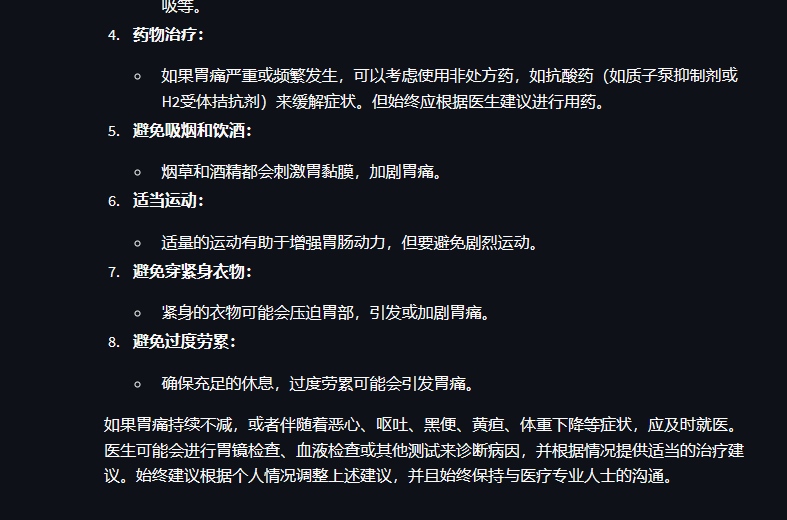 吸等。
4. 药物治疗：
如果胃痛严重或频繁发生，可以考虑使用非处方药，如抗酸药（如质子泵抑制剂或
H2受体拮抗剂）来缓解症状。但始终应根据医生建议进行用药。
5. 避免吸烟和饮酒：
烟草和酒精都会刺激胃黏膜，加剧胃痛。
6. 适当运动：
适量的运动有助于增强胃肠动力，但要避免剧烈运动。
7. 避免穿紧身衣物：
紧身的衣物可能会压迫胃部，引发或加剧胃痛。
8. 避免过度劳累：
确保充足的休息，过度劳累可能会引发胃痛。
如果胃痛持续不减，或者伴随着恶心、呕吐、黑便、黄疸、体重下降等症状，应及时就医。
医生可能会进行胃镜检查、血液检查或其他测试来诊断病因，并根据情况提供适当的治疗建
议。始终建议根据个人情况调整上述建议，并且始终保持与医疗专业人士的沟通。